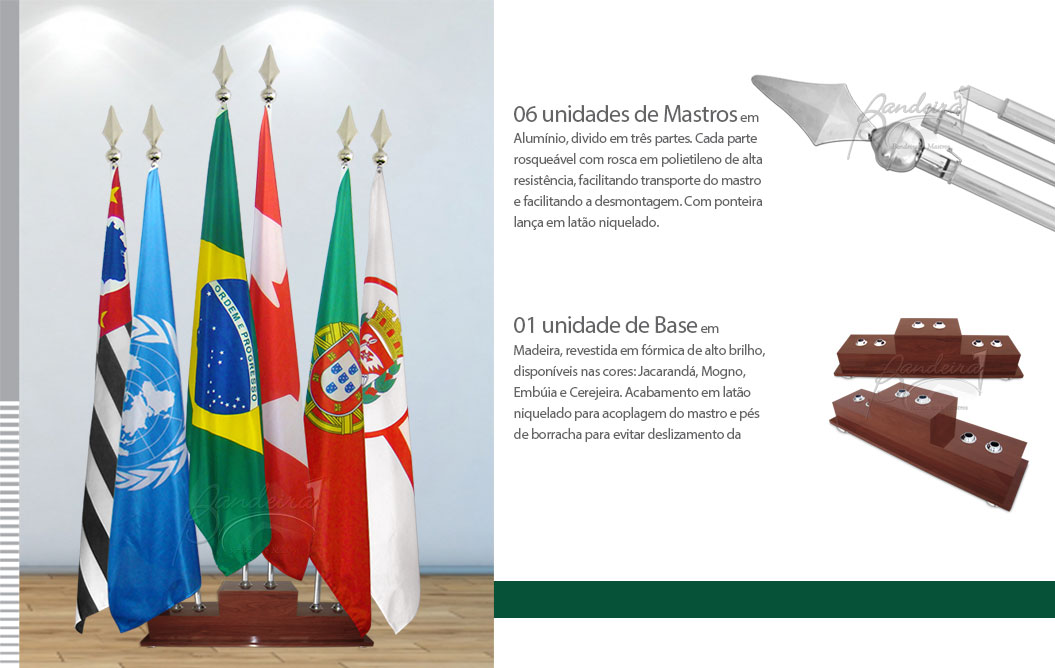 06 unidades de Mastros em
Alumínio, divido em três partes. Cada parte
rosqueável com rosca em polietileno de alta
resistência, facilitando transporte do mastro
e facilitando a desmontagem. Com ponteira
lança em latão niquelado.
01 unidade de Base em
Madeira, revestida em fórmica de alto brilho,
disponíveis nas cores: Jacarandá, Mogno,
Embúia e Cerejeira. Acabamento em latão
niquelado para acoplagem do mastro e pés
de borracha para evitar deslizamento da
ORDEM E PROGRESSO
Bandeira1
Bandeira1
Bandeira1